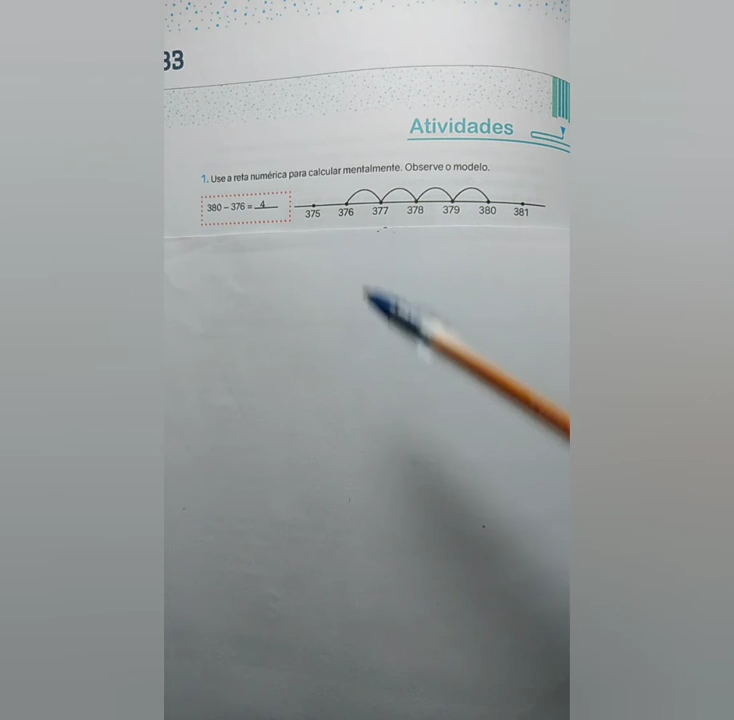 33
Atividades
1. Use a reta numérica para calcular mentalmente. Observe o modelo.
380 – 376 = 4
375 376 377 378 379 380 381